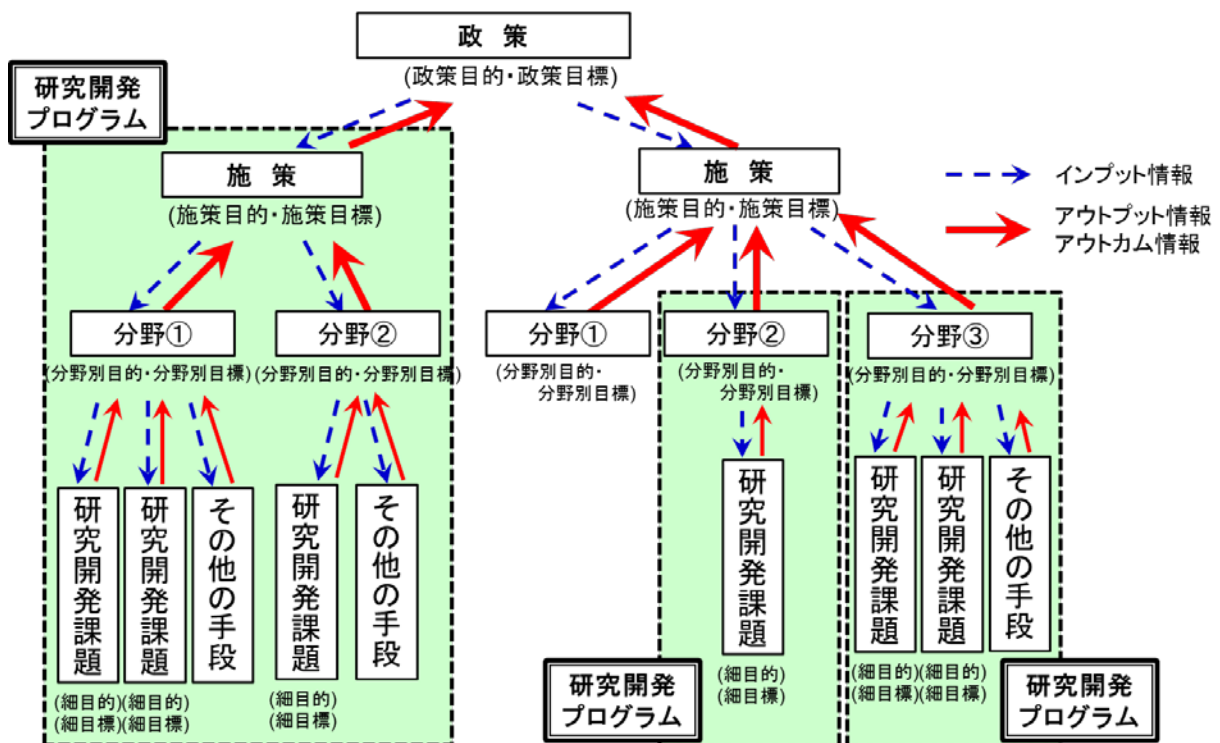 政 策
(政策目的・政策目標)
研究開発
プログラム
施 策
(施策目的・施策目標)
施 策
(施策目的・施策目標)
インプット情報
アウトプット情報
アウトカム情報
分野①
(分野別目的・分野別目標)
分野②
(分野別目的・分野別目標)
分野①
(分野別目的・
分野別目標)
分野②
(分野別目的・
分野別目標)
分野③
(分野別目的・分野別目標)
研究開発課題
研究開発課題
その他の手段
研究開発課題
その他の手段
研究開発課題
研究開発課題
研究開発課題
その他の手段
(細目的)(細目的)
(細目標)(細目標)
(細目的)
(細目標)
(細目的)
(細目標)
(細目的)(細目的)
(細目標)(細目標)
研究開発
プログラム
研究開発
プログラム